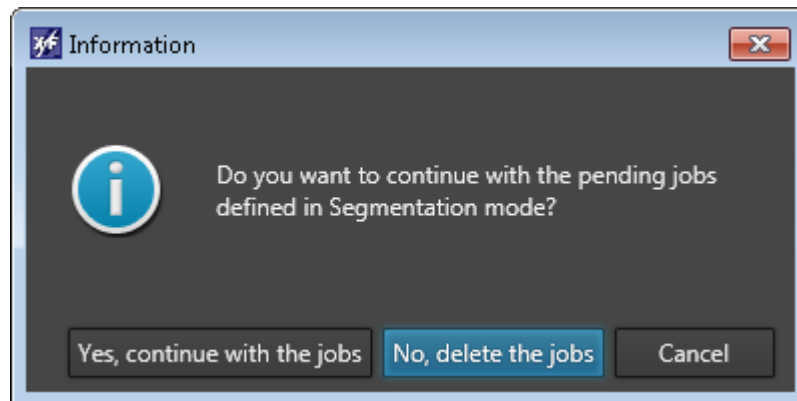 Information
Do you want to continue with the pending jobs
defined in Segmentation mode?
Yes, continue with the jobs No, delete the jobs Cancel